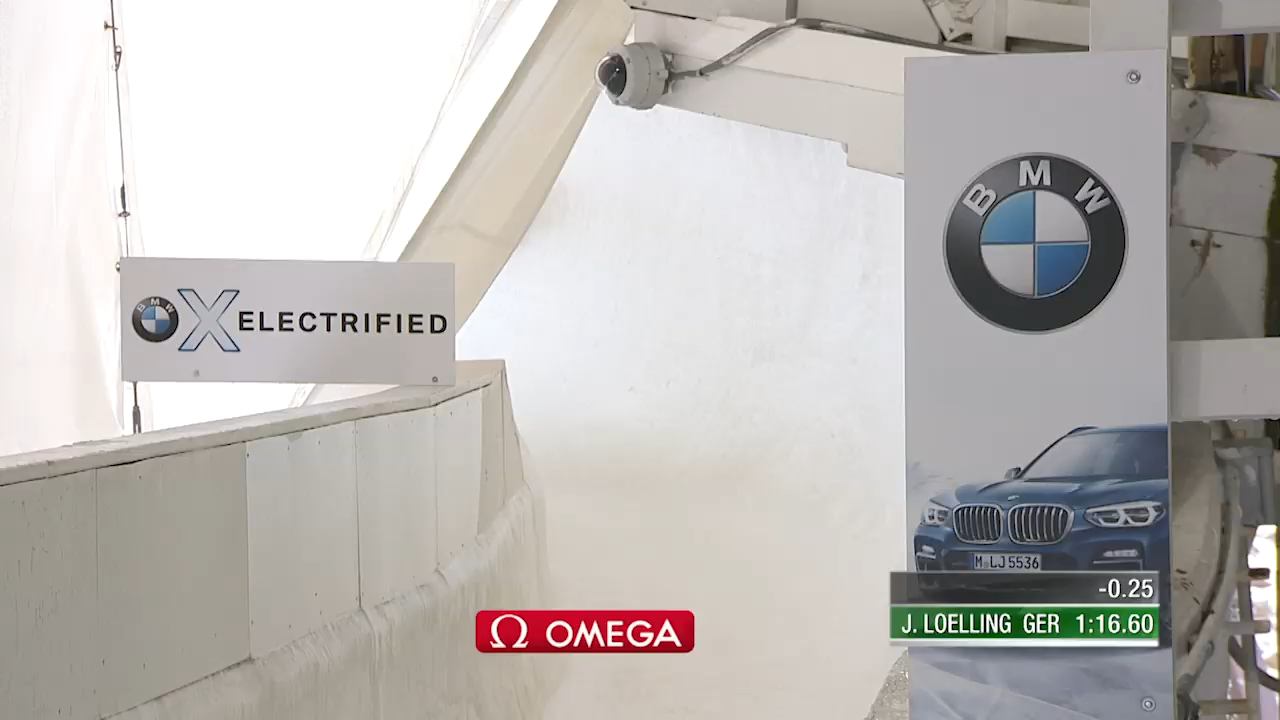 BMW
BMW X ELECTRIFIED
M LJ 5536
-0.25
J. LOELLING GER 1:16.60
Ω OMEGA